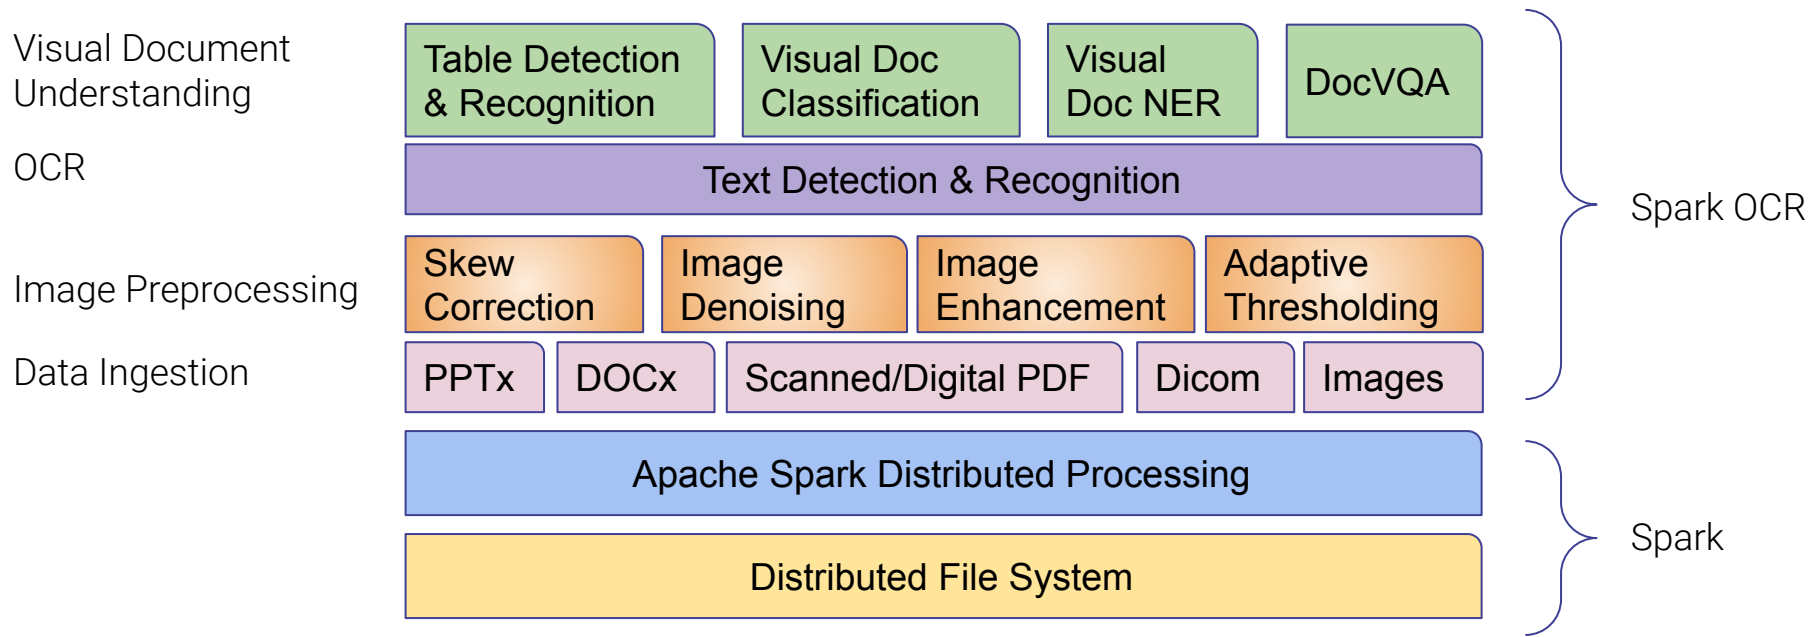 Visual Document
Understanding
Table Detection
& Recognition
Visual Doc
Classification
Visual
Doc NER
DocVQA
OCR
Text Detection & Recognition
Spark OCR
Image Preprocessing
Skew
Correction
Image
Denoising
Image
Enhancement
Adaptive
Thresholding
Data Ingestion
PPTx
DOCx
Scanned/Digital PDF
Dicom
Images
Apache Spark Distributed Processing
Spark
Distributed File System